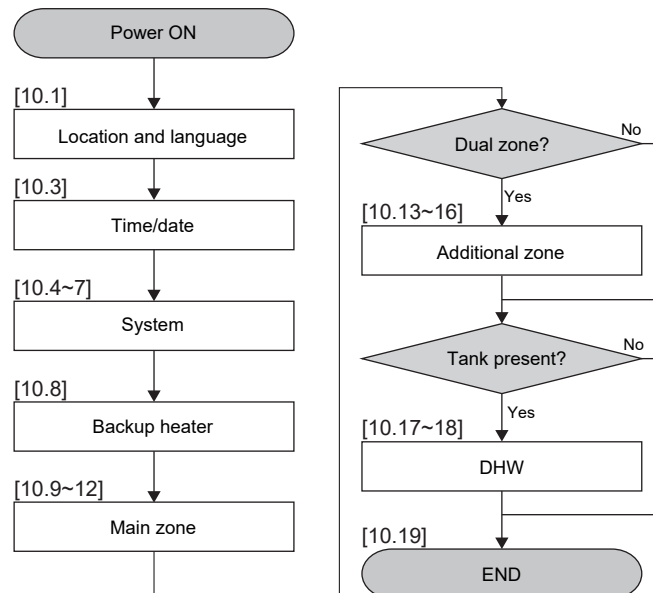 Power ON
[10.1]
Location and language
[10.3]
Time/date
[10.4~7]
System
[10.8]
Backup heater
[10.9~12]
Main zone
Dual zone?
No
Yes
[10.13~16]
Additional zone
Tank present?
No
Yes
[10.17~18]
DHW
[10.19]
END